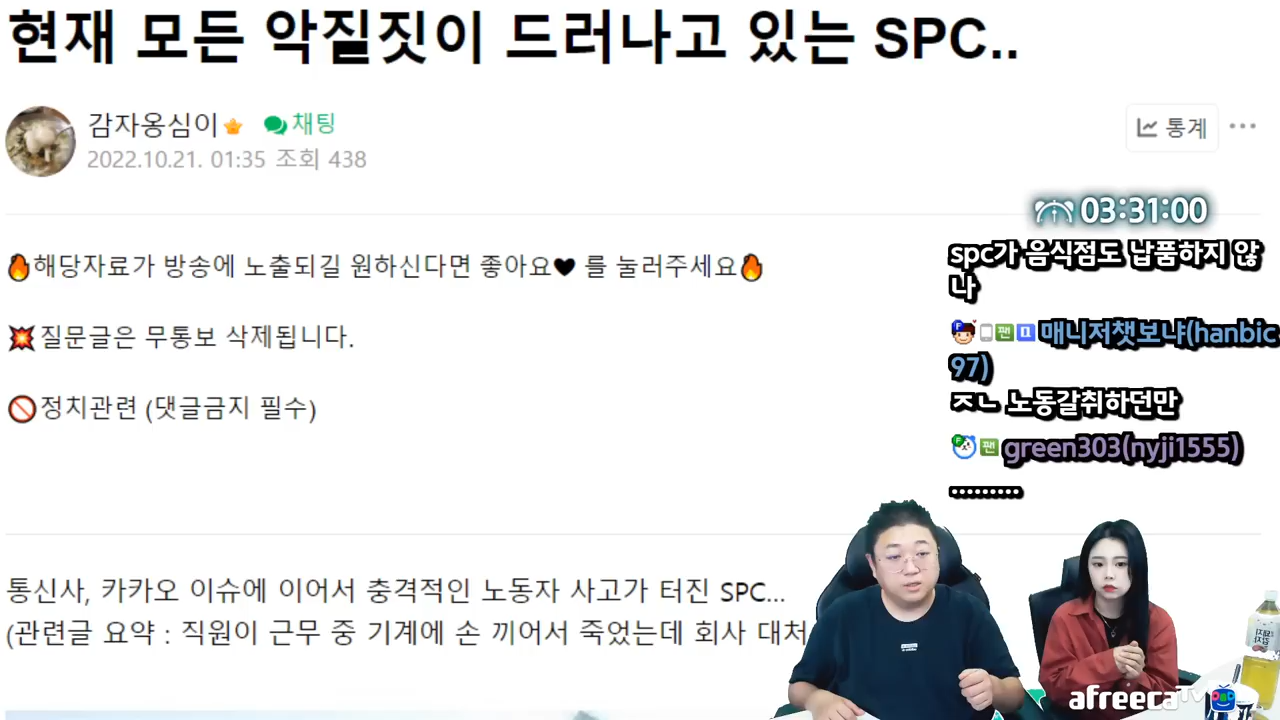 현재 모든 악질짓이 드러나고 있는 SPC..
감자옹심이
채팅
통계
2022.10.21. 01:35 조회 438
03:31:00
spc가 음식점도 납품하지 않
나
매니저챗보냐(hanbic
97)
ㅈㄴ 노동갈취하던만
green303(nyji1555)
..........
🔥해당자료가 방송에 노출되길 원하신다면 좋아요🖤 를 눌러주세요🔥
💥질문글은 무통보 삭제됩니다.
🚫정치관련 (댓글금지 필수)
통신사, 카카오 이슈에 이어서 충격적인 노동자 사고가 터진 SPC...
(관련글 요약 : 직원이 근무 중 기계에 손 끼어서 죽었는데 회사 대처
afreecaTV